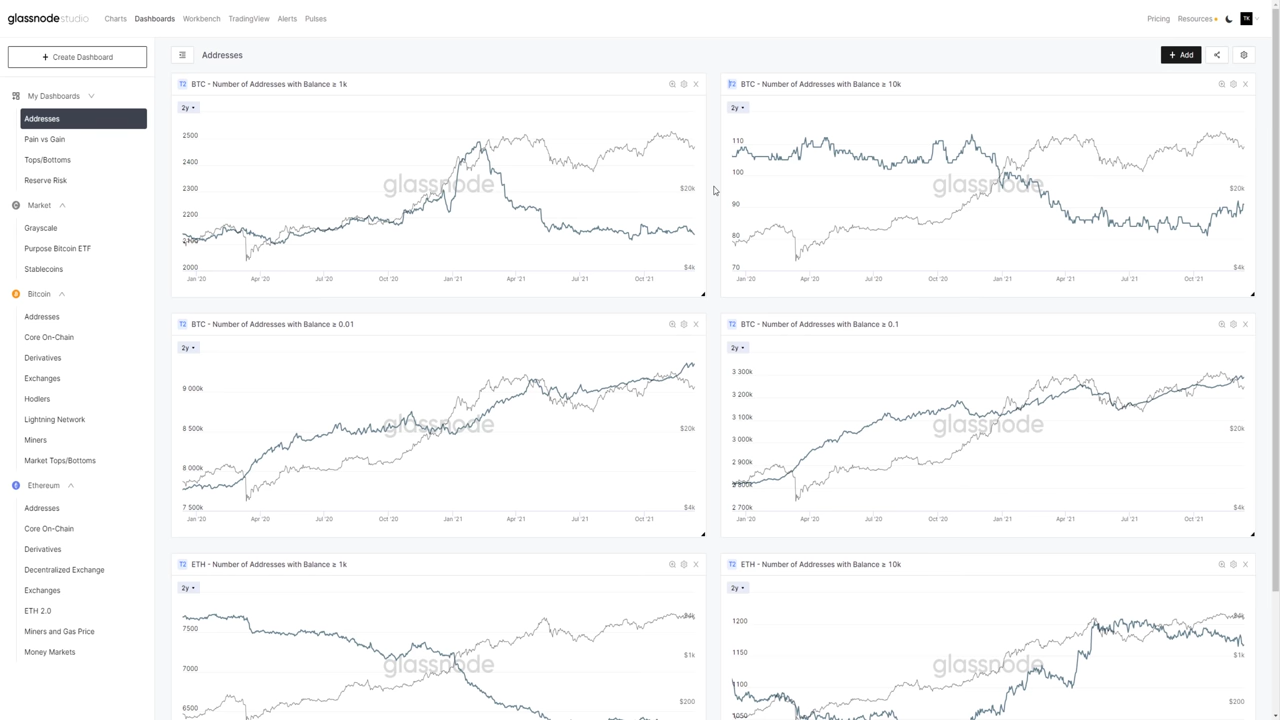 glassnode studio
Charts
Dashboards
Workbench
TradingView
Alerts
Pulses
Pricing
Resources
TK
+ Create Dashboard
My Dashboards
Addresses
Pain vs Gain
Tops/Bottoms
Reserve Risk
Market
Grayscale
Purpose Bitcoin ETF
Stablecoins
Bitcoin
Addresses
Core On-Chain
Derivatives
Exchanges
Hodlers
Lightning Network
Miners
Market Tops/Bottoms
Ethereum
Addresses
Core On-Chain
Derivatives
Decentralized Exchange
Exchanges
ETH 2.0
Miners and Gas Price
Money Markets
Addresses
+ Add
T2 BTC - Number of Addresses with Balance ≥ 1k
2y
2500
2400
2300
2200
2100
2000
$20k
$4k
glassnode
Jan '20 Apr '20 Jul '20 Oct '20 Jan '21 Apr '21 Jul '21 Oct '21
T2 BTC - Number of Addresses with Balance ≥ 10k
2y
110
100
90
80
70
$20k
$4k
glassnode
Jan '20 Apr '20 Jul '20 Oct '20 Jan '21 Apr '21 Jul '21 Oct '21
T2 BTC - Number of Addresses with Balance ≥ 0.01
2y
9 000k
8 500k
8 000k
7 500k
$20k
$4k
glassnode
Jan '20 Apr '20 Jul '20 Oct '20 Jan '21 Apr '21 Jul '21 Oct '21
T2 BTC - Number of Addresses with Balance ≥ 0.1
2y
3 300k
3 200k
3 100k
3 000k
2 900k
2 800k
2 700k
$20k
$4k
glassnode
Jan '20 Apr '20 Jul '20 Oct '20 Jan '21 Apr '21 Jul '21 Oct '21
T2 ETH - Number of Addresses with Balance ≥ 1k
2y
7500
7000
6500
$4k
$1k
$200
glassnode
T2 ETH - Number of Addresses with Balance ≥ 10k
2y
1200
1150
1100
1050
$4k
$1k
$200
glassnode